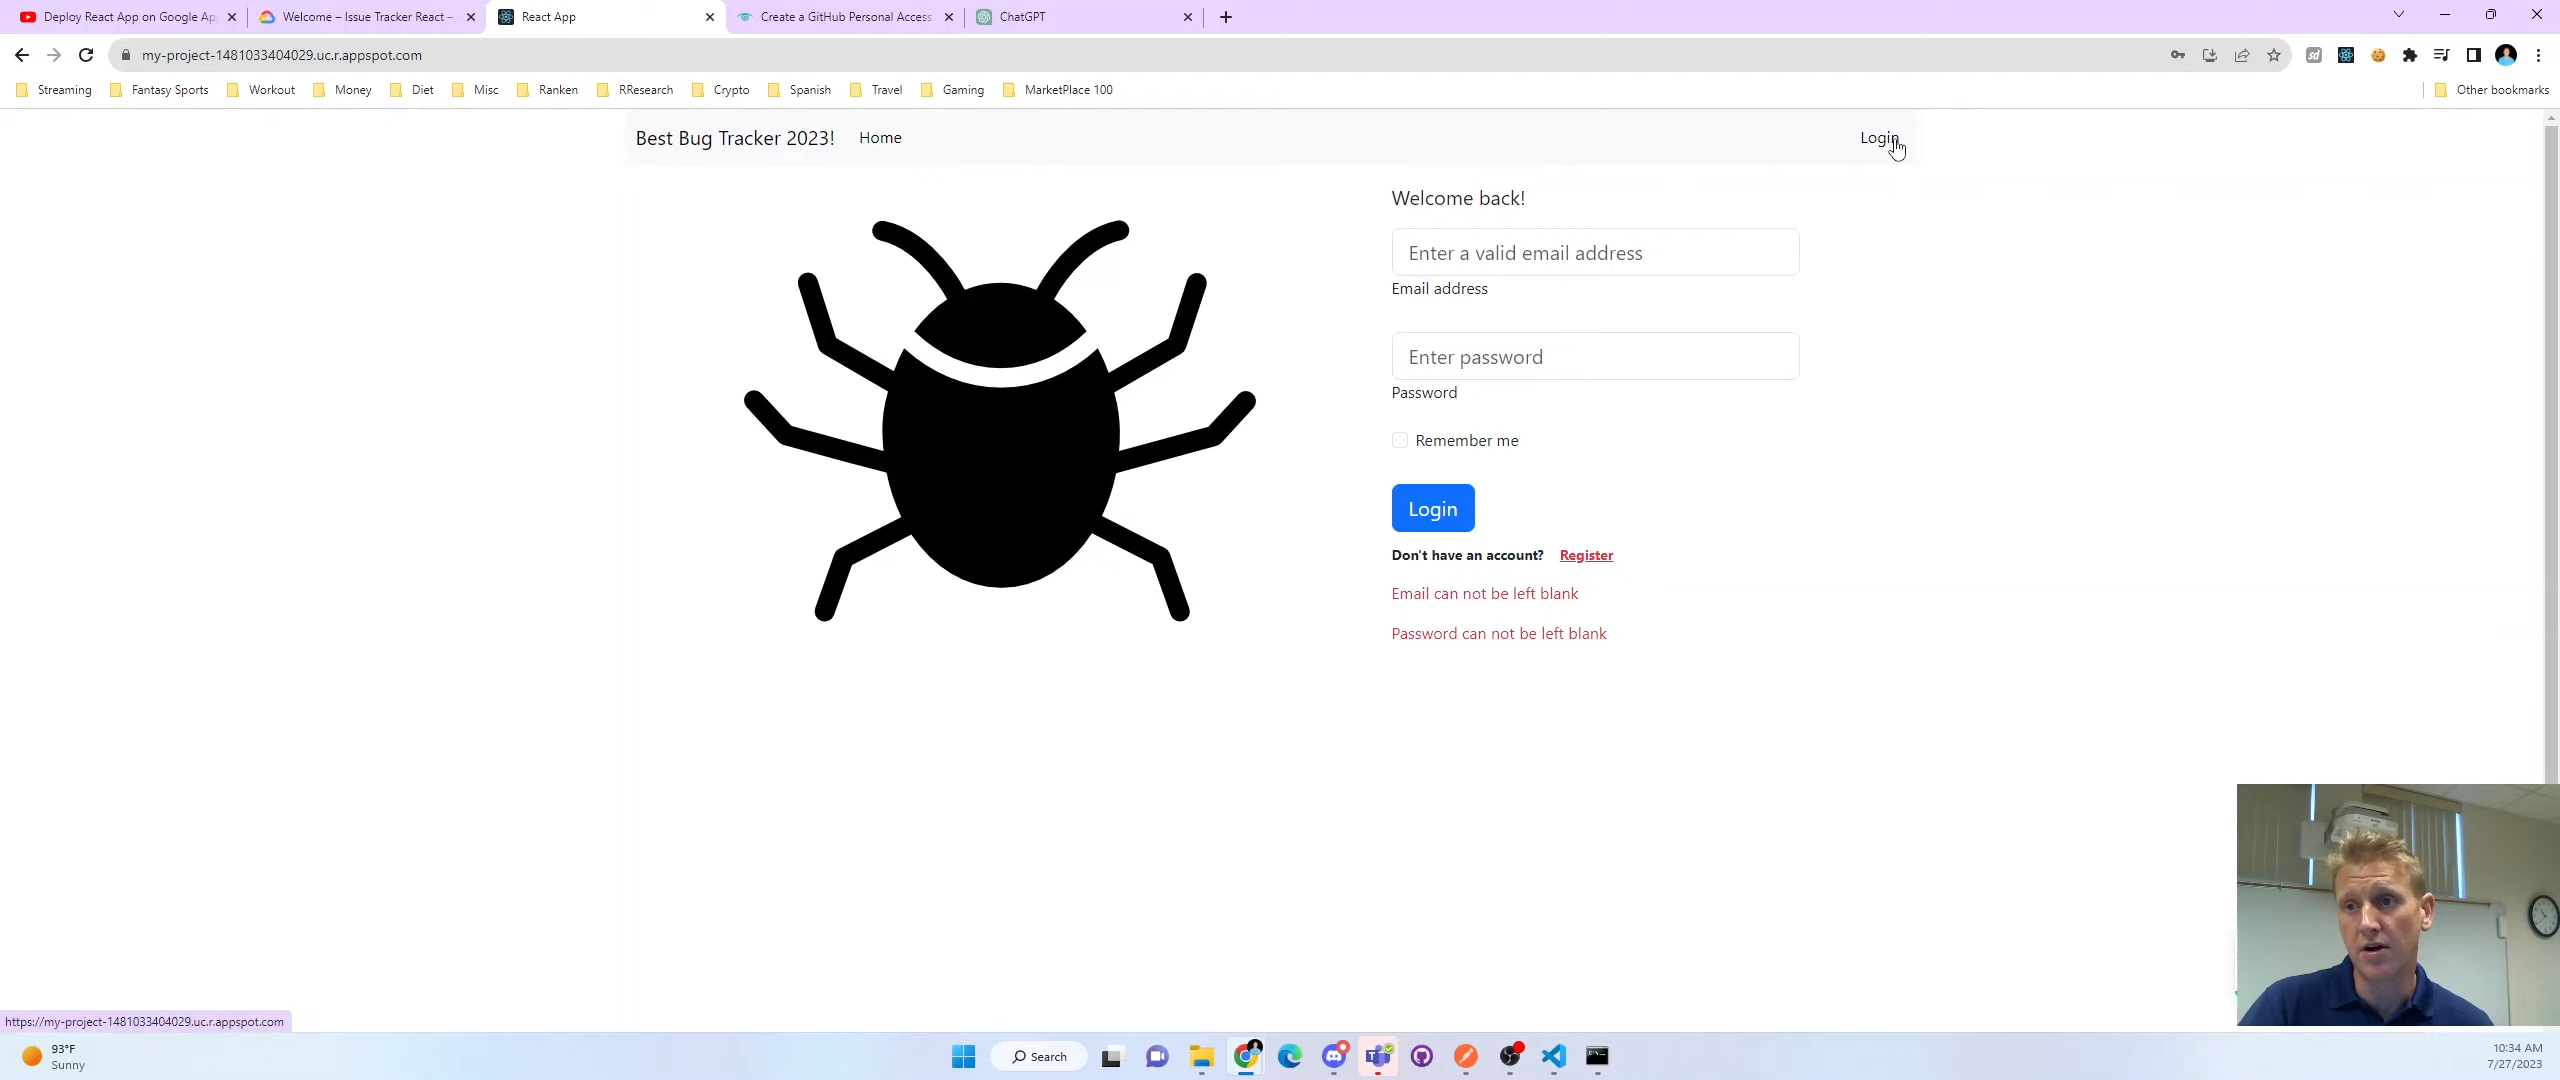 Deploy React App on Google Ap
Welcome – Issue Tracker React –
React App
Create a GitHub Personal Access
ChatGPT
my-project-1481033404029.uc.r.appspot.com
sd
Streaming
Fantasy Sports
Workout
Money
Diet
Misc
Ranken
RResearch
Crypto
Spanish
Travel
Gaming
MarketPlace 100
Other bookmarks
Best Bug Tracker 2023!
Home
Login
Welcome back!
Enter a valid email address
Email address
Enter password
Password
Remember me
Login
Don't have an account? Register
Email can not be left blank
Password can not be left blank
https://my-project-1481033404029.uc.r.appspot.com
93°F
Sunny
Search
10:34 AM
7/27/2023